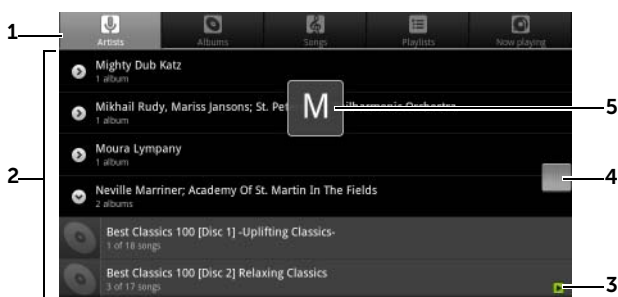 1
Artists
Albums
Songs
Playlists
Now playing
2
Mighty Dub Katz
1 album
Mikhail Rudy, Mariss Jansons; St. Pet
M
Orchestra
5
1 album
Moura Lympany
1 album
4
Neville Marriner; Academy Of St. Martin In The Fields
2 albums
Best Classics 100 [Disc 1] -Uplifting Classics-
1 of 18 songs
Best Classics 100 [Disc 2] Relaxing Classics
3 of 17 songs
3